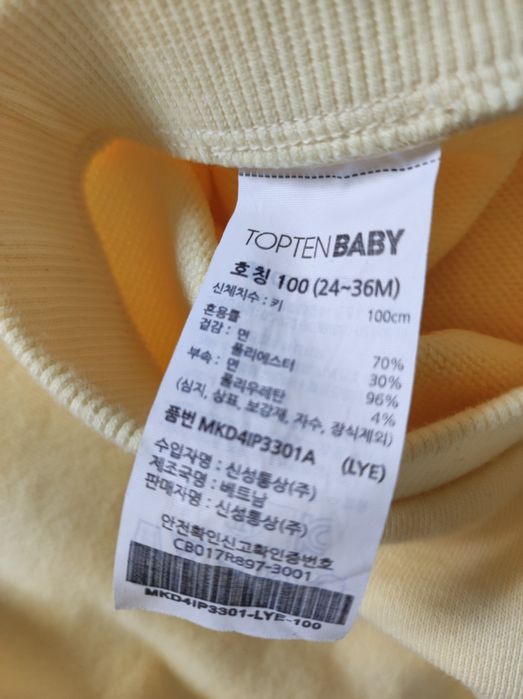 TOPTENBABY
호칭 100 (24~36M)
신체치수 : 키 100cm
혼용률
겉감 : 면 70%
폴리에스터 30%
부속 : 면 96%
폴리우레탄 4%
(심지, 상표, 보강재, 자수, 장식제외)
품번 MKD4IP3301A (LYE)
수입자명 : 신성통상(주)
제조국명 : 베트남
판매자명 : 신성통상(주)
안전확인신고확인증번호
CB017R897-3001
MKD4IP3301-LYE-100